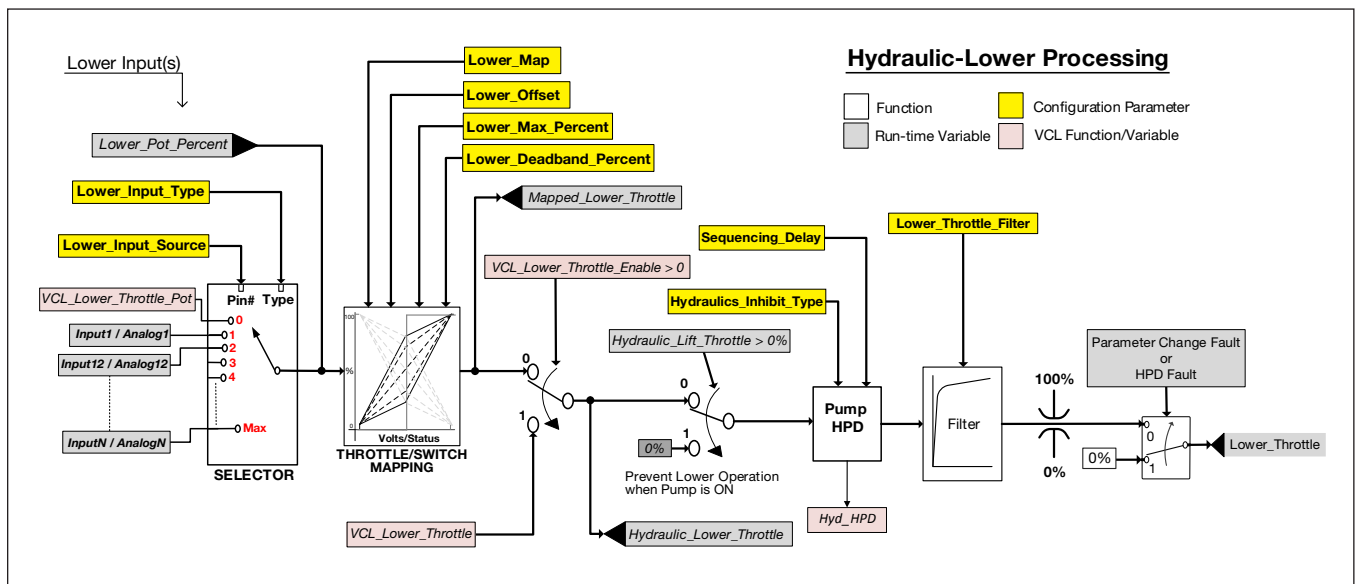 Lower Input(s)
Hydraulic-Lower Processing
Function
Configuration Parameter
Run-time Variable
VCL Function/Variable
Lower_Map
Lower_Offset
Lower_Max_Percent
Lower_Deadband_Percent
Lower_Pot_Percent
Lower_Input_Type
Lower_Input_Source
Mapped_Lower_Throttle
Sequencing_Delay
Lower_Throttle_Filter
VCL_Lower_Throttle_Enable > 0
Hydraulics_Inhibit_Type
VCL_Lower_Throttle_Pot
Pin# Type
0
Input1 / Analog1
1
Input12 / Analog12
2
3
4
InputN / AnalogN
Max
SELECTOR
100
%
0
Volts/Status
THROTTLE/SWITCH
MAPPING
0
1
Hydraulic_Lift_Throttle > 0%
0
1
0%
Prevent Lower Operation
when Pump is ON
Pump
HPD
Hyd_HPD
Filter
100%
0%
Parameter Change Fault
or
HPD Fault
0
1
0%
Lower_Throttle
VCL_Lower_Throttle
Hydraulic_Lower_Throttle